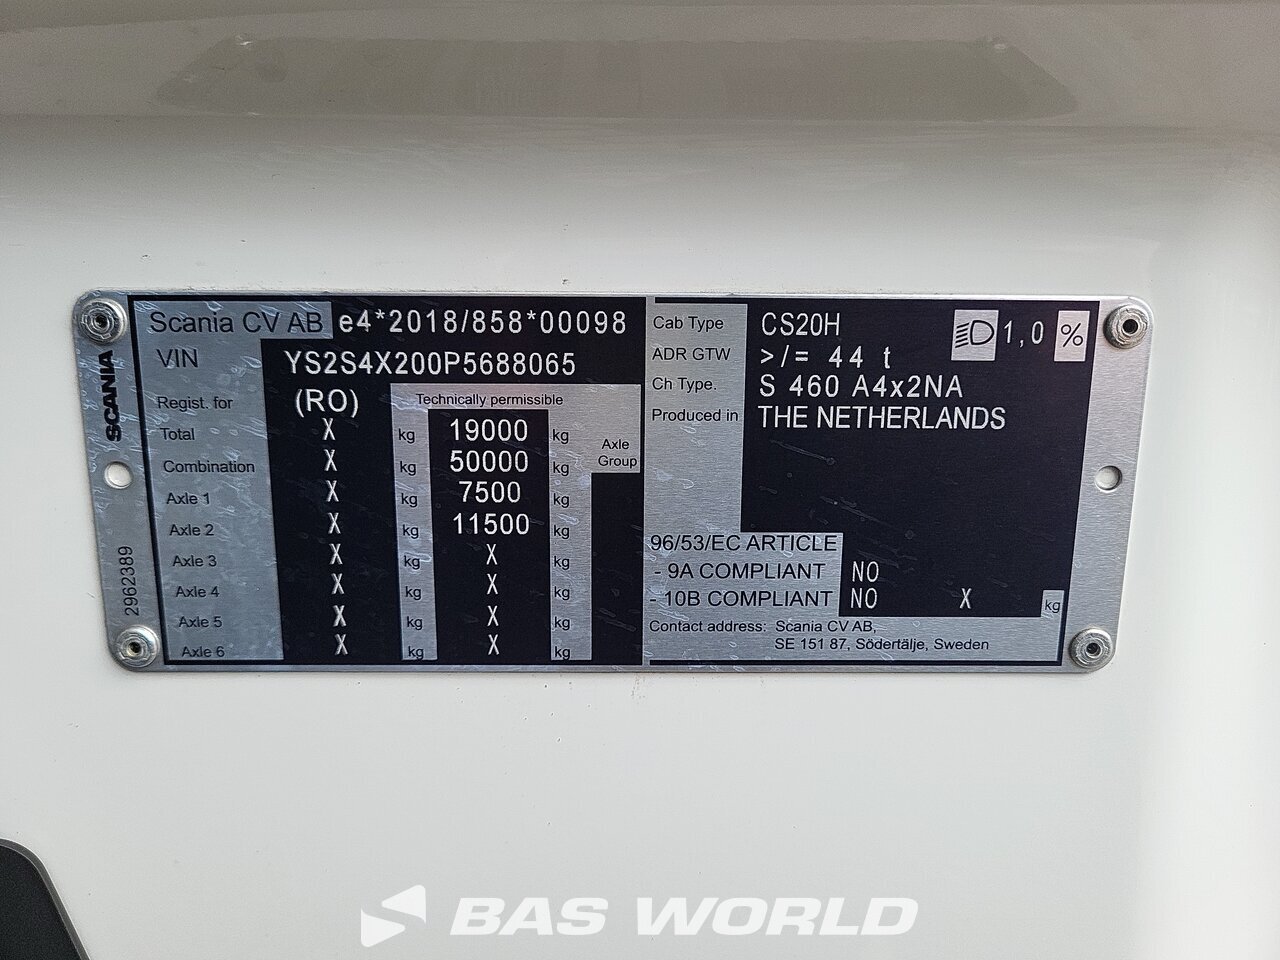 SCANIA
2962389
Scania CV AB e4*2018/858*00098
VIN YS2S4X200P5688065
Regist. for (RO) Technically permissible
Total X kg 19000 kg Axle Group
Combination X kg 50000 kg
Axle 1 X kg 7500 kg
Axle 2 X kg 11500 kg
Axle 3 X kg X kg
Axle 4 X kg X kg
Axle 5 X kg X kg
Axle 6 X kg X kg
Cab Type CS20H 1,0 %
ADR GTW >/= 44 t
Ch Type. S 460 A4x2NA
Produced in THE NETHERLANDS
96/53/EC ARTICLE
- 9A COMPLIANT NO
- 10B COMPLIANT NO X kg
Contact address: Scania CV AB,
SE 151 87, Södertälje, Sweden
BAS WORLD